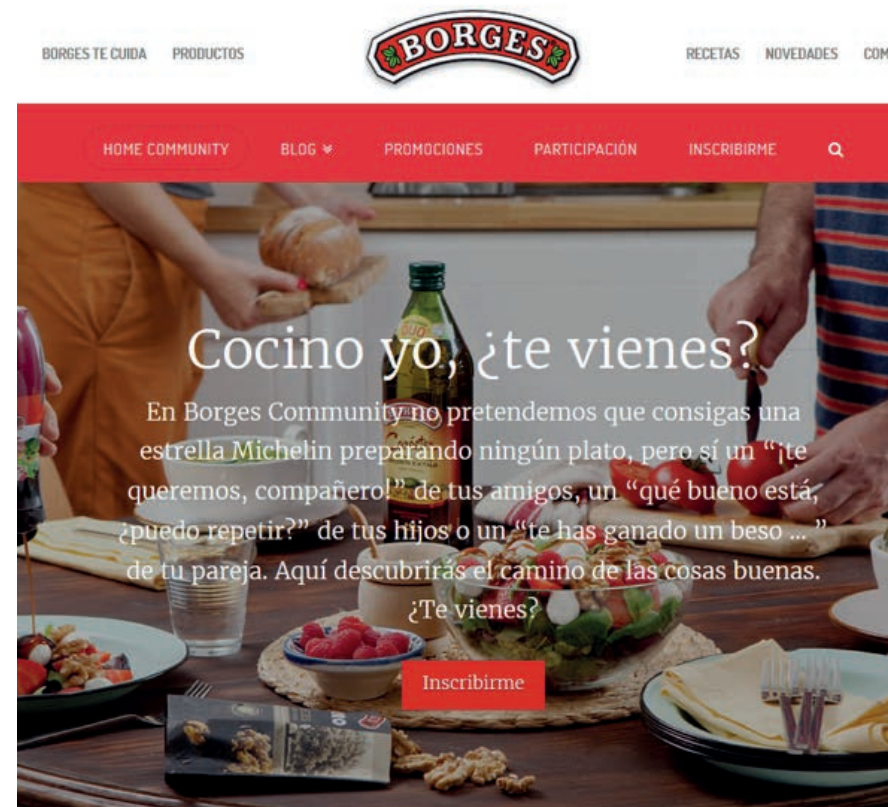 BORGES TE CUIDA PRODUCTOS BORGES RECETAS NOVEDADES
HOME COMMUNITY BLOG PROMOCIONES PARTICIPACIÓN INSCRIBIRME
Cocino yo, ¿te vienes?
En Borges Community no pretendemos que consigas una
estrella Michelin preparando ningún plato, pero sí un “¡te
queremos, compañero!” de tus amigos, un “qué bueno está,
¿puedo repetir?” de tus hijos o un “te has ganado un beso ... ”
de tu pareja. Aquí descubrirás el camino de las cosas buenas.
¿Te vienes?
Inscribirme